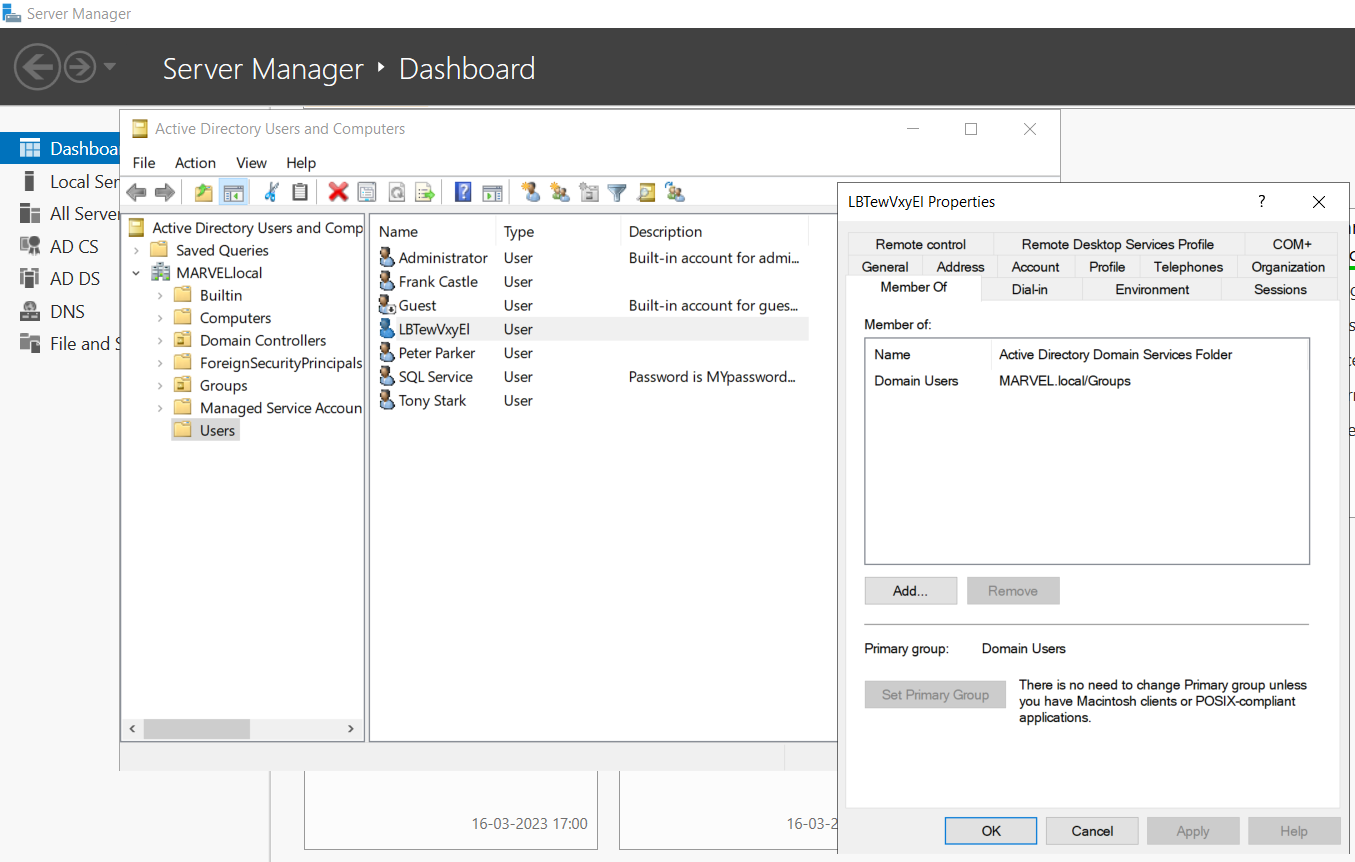 Server Manager
Server Manager ‣ Dashboard
Active Directory Users and Computers
File Action View Help
Dashboa
Local Ser
All Server
AD CS
AD DS
DNS
File and S
Active Directory Users and Comp
Saved Queries
MARVEL.local
Builtin
Computers
Domain Controllers
ForeignSecurityPrincipals
Groups
Managed Service Accoun
Users
Name Type Description
Administrator User Built-in account for admi...
Frank Castle User
Guest User Built-in account for gues...
LBTewVxyEl User
Peter Parker User
SQL Service User Password is MYpassword...
Tony Stark User
16-03-2023 17:00
16-03-2
LBTewVxyEl Properties
?
Remote control Remote Desktop Services Profile COM+
General Address Account Profile Telephones Organization
Member Of Dial-in Environment Sessions
Member of:
Name Active Directory Domain Services Folder
Domain Users MARVEL.local/Groups
Add... Remove
Primary group: Domain Users
Set Primary Group
There is no need to change Primary group unless
you have Macintosh clients or POSIX-compliant
applications.
OK Cancel Apply Help